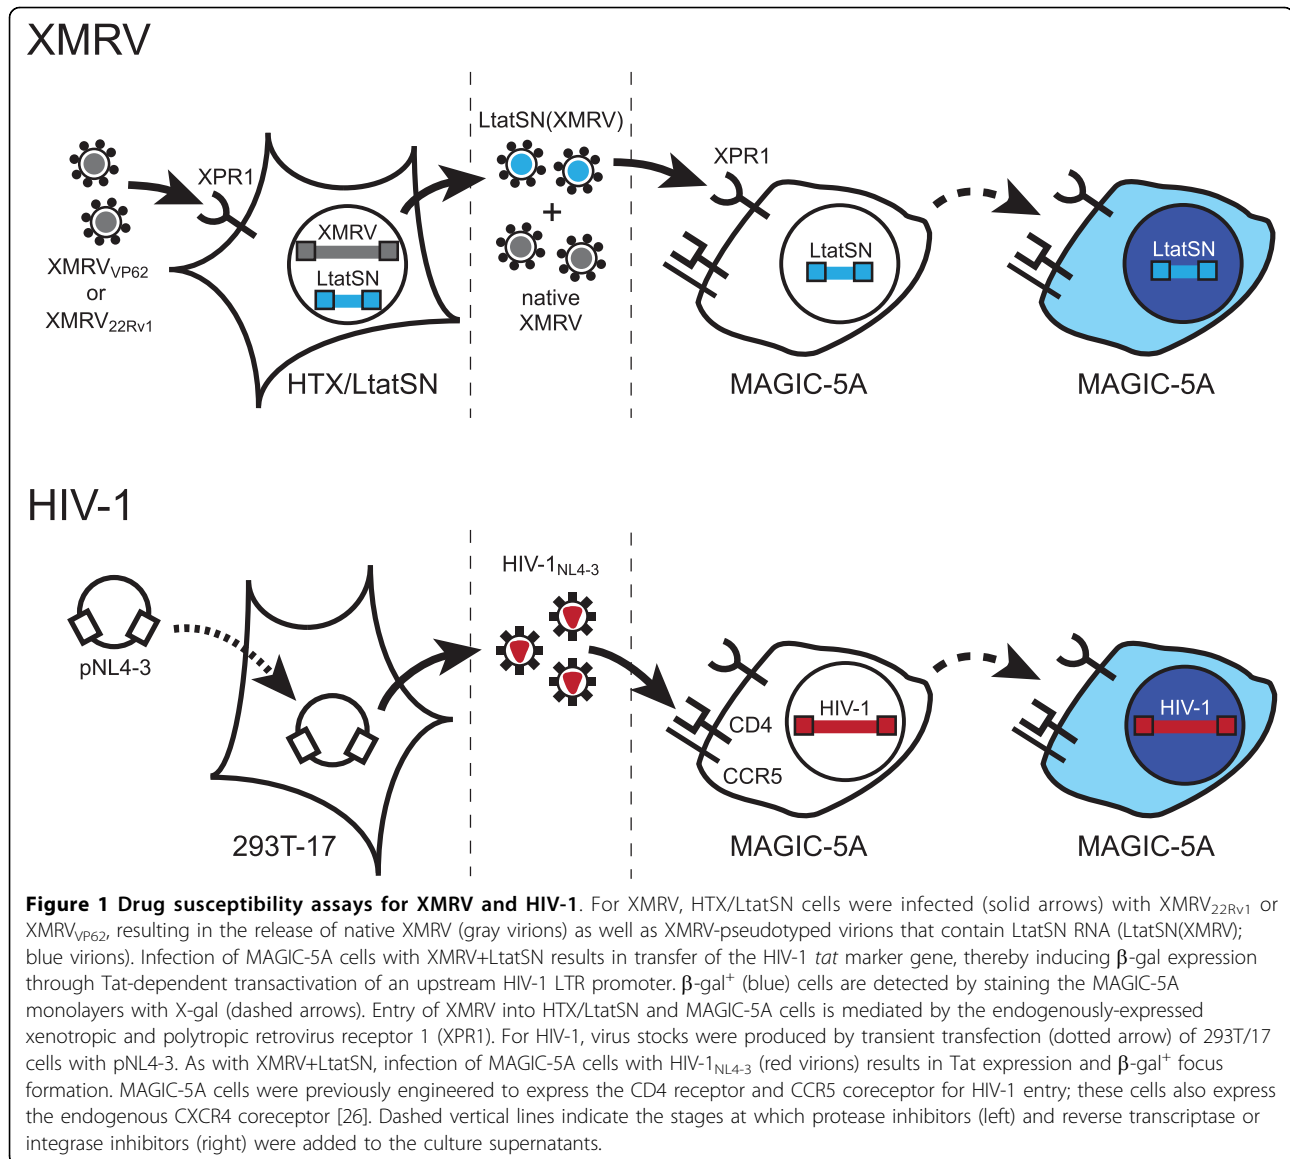 XMRV
LtatSN(XMRV)
XPR1
XPR1
XMRV
LtatSN
+
LtatSN
LtatSN
XMRVVP62
or
XMRV22Rv1
native
XMRV
HTX/LtatSN
MAGIC-5A
MAGIC-5A
HIV-1
HIV-1NL4-3
pNL4-3
HIV-1
HIV-1
CD4
CCR5
293T-17
MAGIC-5A
MAGIC-5A
Figure 1 Drug susceptibility assays for XMRV and HIV-1. For XMRV, HTX/LtatSN cells were infected (solid arrows) with XMRV22Rv1 or
XMRVVP62, resulting in the release of native XMRV (gray virions) as well as XMRV-pseudotyped virions that contain LtatSN RNA (LtatSN(XMRV);
blue virions). Infection of MAGIC-5A cells with XMRV+LtatSN results in transfer of the HIV-1 tat marker gene, thereby inducing β-gal expression
through Tat-dependent transactivation of an upstream HIV-1 LTR promoter. β-gal+ (blue) cells are detected by staining the MAGIC-5A
monolayers with X-gal (dashed arrows). Entry of XMRV into HTX/LtatSN and MAGIC-5A cells is mediated by the endogenously-expressed
xenotropic and polytropic retrovirus receptor 1 (XPR1). For HIV-1, virus stocks were produced by transient transfection (dotted arrow) of 293T/17
cells with pNL4-3. As with XMRV+LtatSN, infection of MAGIC-5A cells with HIV-1NL4-3 (red virions) results in Tat expression and β-gal+ focus
formation. MAGIC-5A cells were previously engineered to express the CD4 receptor and CCR5 coreceptor for HIV-1 entry; these cells also express
the endogenous CXCR4 coreceptor [26]. Dashed vertical lines indicate the stages at which protease inhibitors (left) and reverse transcriptase or
integrase inhibitors (right) were added to the culture supernatants.